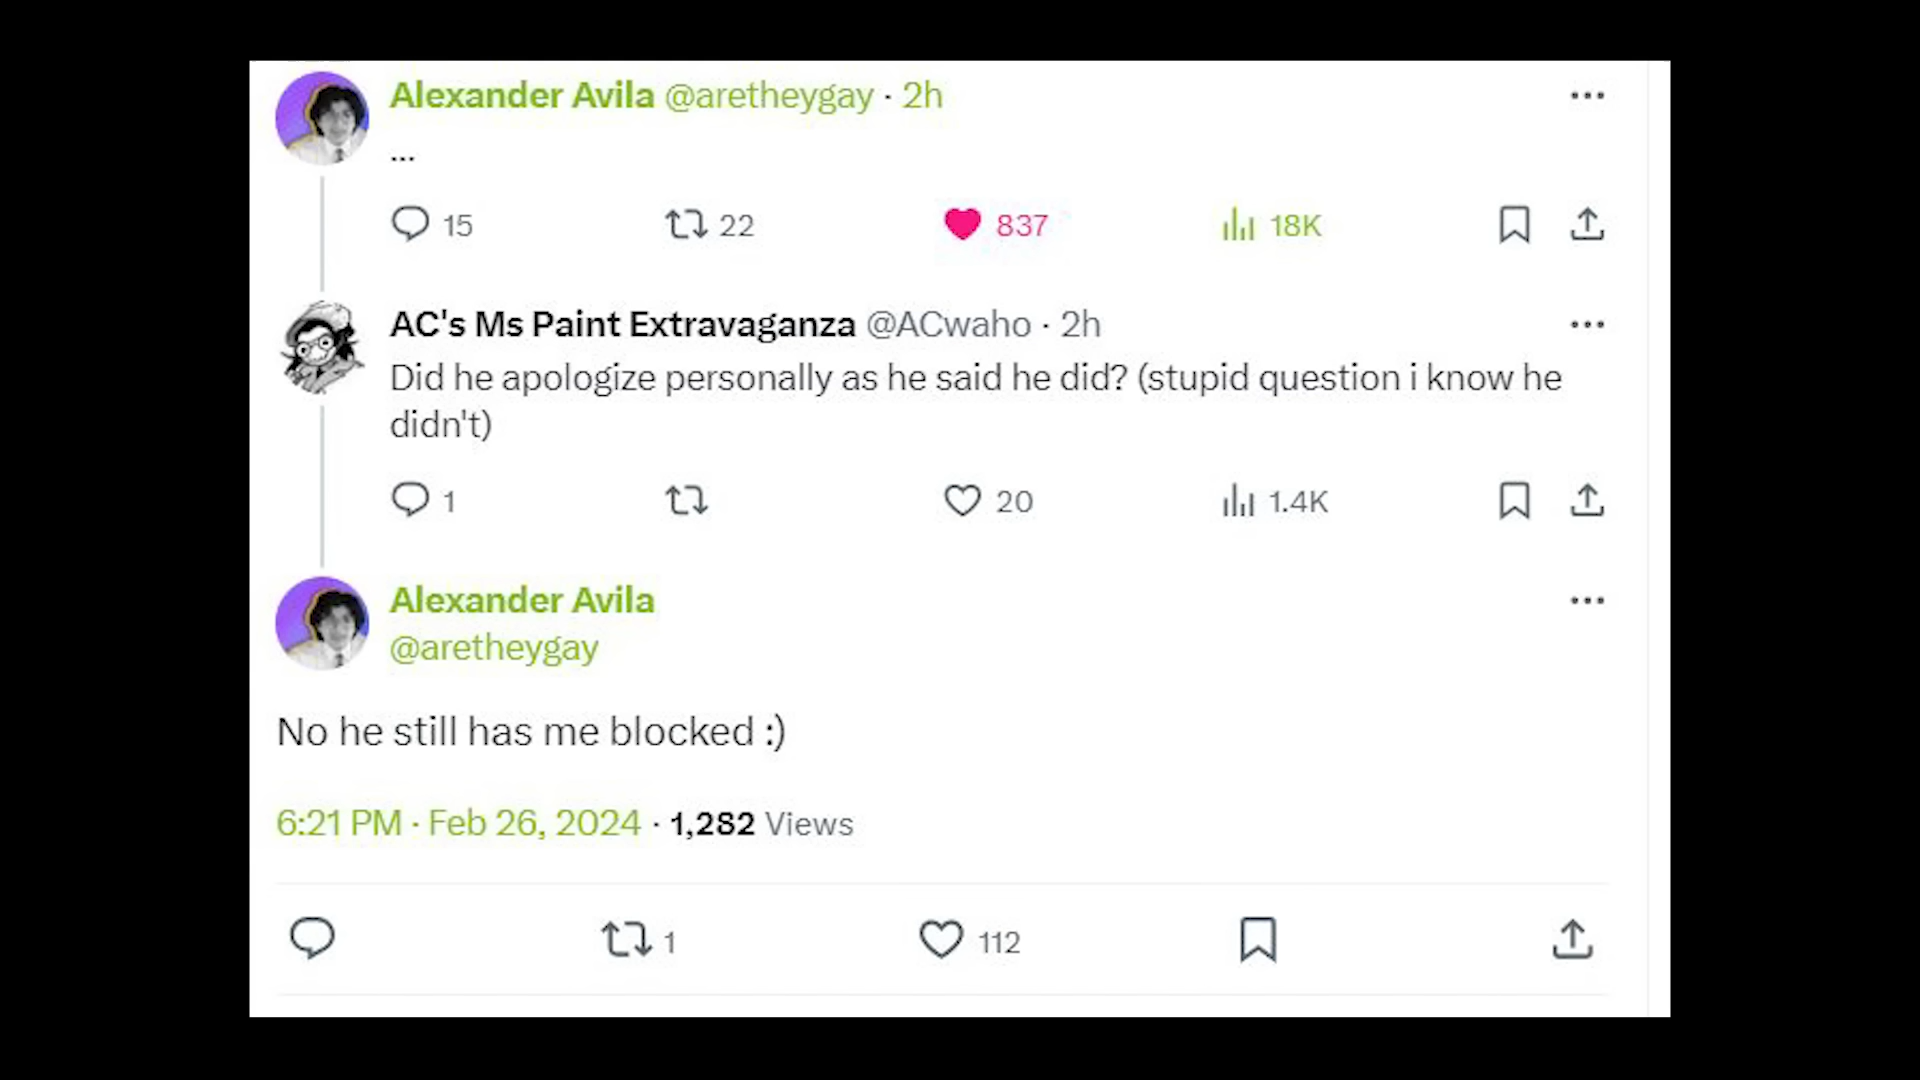 Alexander Avila @aretheygay · 2h
...
15 22 837 18K
AC's Ms Paint Extravaganza @ACwaho · 2h
Did he apologize personally as he said he did? (stupid question i know he
didn't)
1 20 1.4K
Alexander Avila
@aretheygay
No he still has me blocked :)
6:21 PM · Feb 26, 2024 · 1,282 Views
1 112